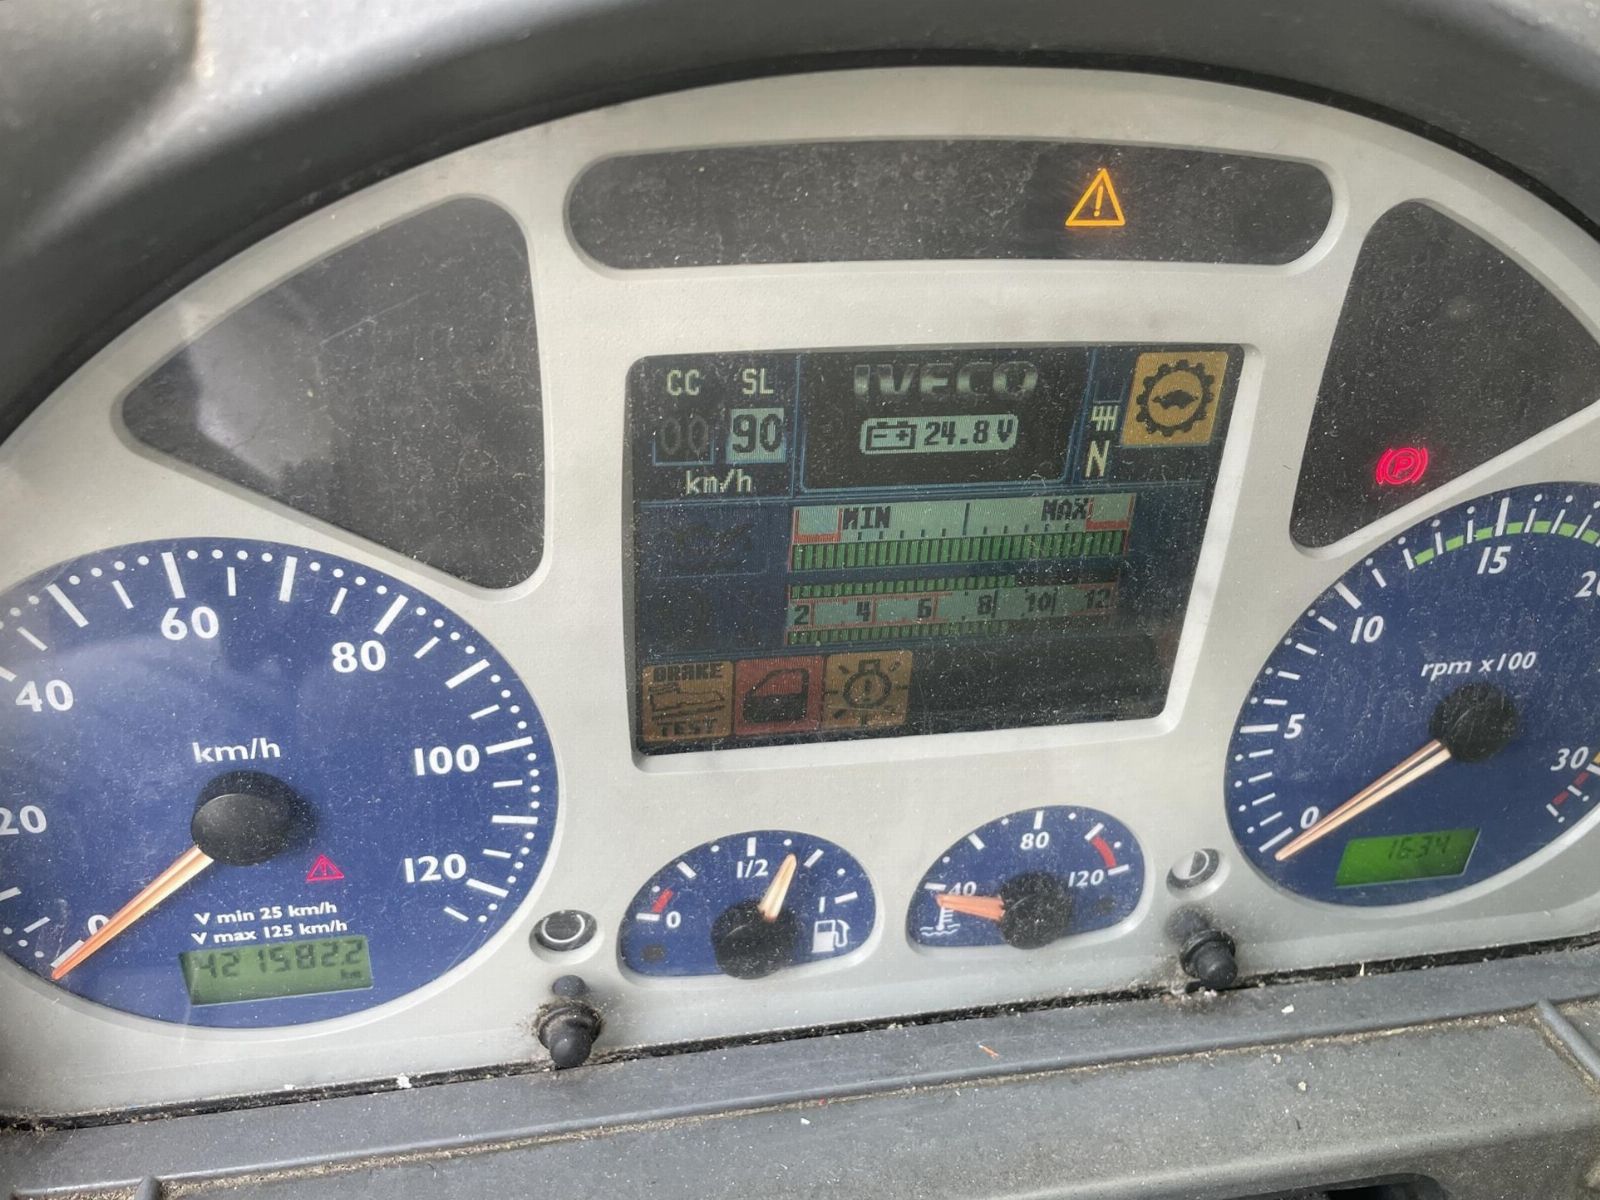 CC SL
00 90
km/h
IVECO
24.8 V
N
MIN MAX
2 4 6 8 10 12
BRAKE
TEST
20 40 60 80 100 120
0
km/h
V min 25 km/h
V max 125 km/h
4215822
km
0 1/2 1
40 80 120
0 5 10 15 20 30
rpm x100
16:34
P